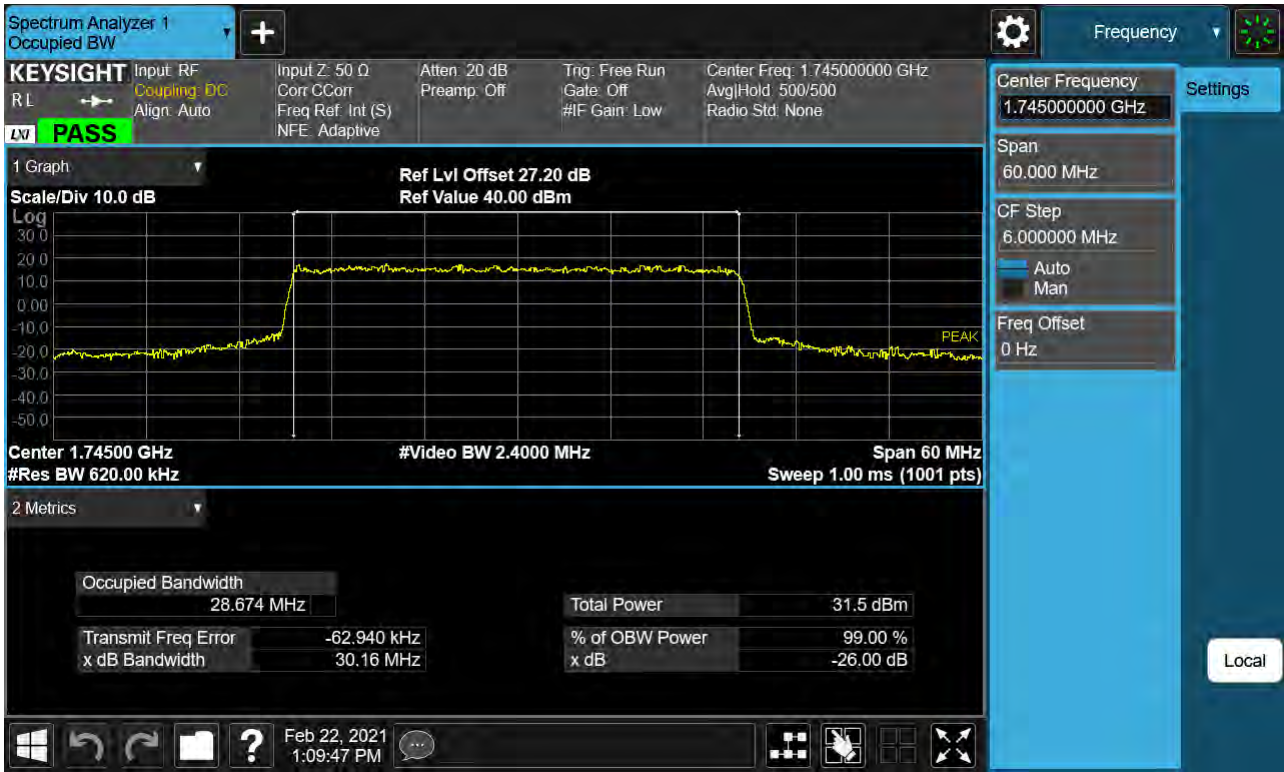 Spectrum Analyzer 1
Occupied BW
+
Frequency
KEYSIGHT
R L
LXI
PASS
Input: RF
Coupling: DC
Align: Auto
Input Z: 50 Ω
Corr CCorr
Freq Ref: Int (S)
NFE: Adaptive
Atten: 20 dB
Preamp: Off
Trig: Free Run
Gate: Off
#IF Gain: Low
Center Freq: 1.745000000 GHz
Avg|Hold: 500/500
Radio Std: None
Center Frequency
1.745000000 GHz
Settings
Span
60.000 MHz
CF Step
6.000000 MHz
Auto
Man
Freq Offset
0 Hz
Local
1 Graph
Scale/Div 10.0 dB
Ref Lvl Offset 27.20 dB
Ref Value 40.00 dBm
Log
30.0
20.0
10.0
0.00
-10.0
-20.0
-30.0
-40.0
-50.0
PEAK
Center 1.74500 GHz
#Video BW 2.4000 MHz
Span 60 MHz
#Res BW 620.00 kHz
Sweep 1.00 ms (1001 pts)
2 Metrics
Occupied Bandwidth
28.674 MHz
Total Power 31.5 dBm
Transmit Freq Error -62.940 kHz
% of OBW Power 99.00 %
x dB Bandwidth 30.16 MHz
x dB -26.00 dB
?
Feb 22, 2021
1:09:47 PM